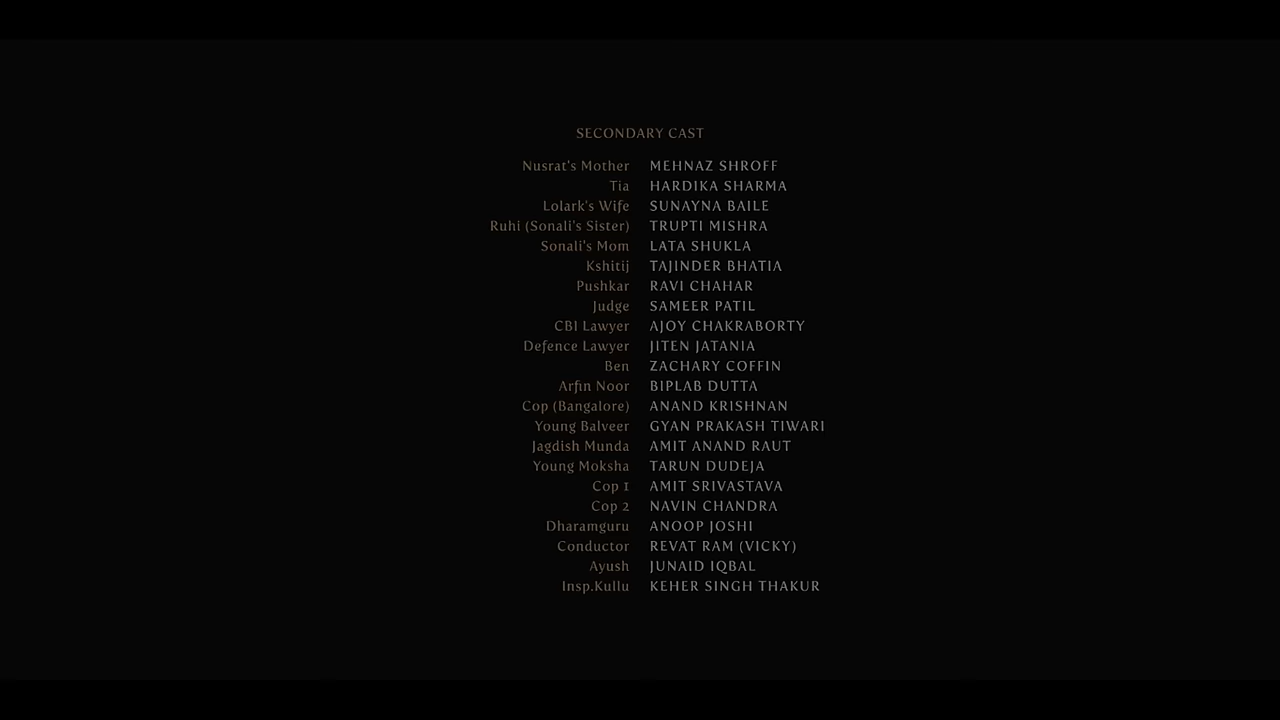 SECONDARY CAST
Nusrat's Mother MEHNAZ SHROFF
Tia HARDIKA SHARMA
Lolark's Wife SUNAYNA BAILE
Ruhi (Sonali's Sister) TRUPTI MISHRA
Sonali's Mom LATA SHUKLA
Kshitij TAJINDER BHATIA
Pushkar RAVI CHAHAR
Judge SAMEER PATIL
CBI Lawyer AJOY CHAKRABORTY
Defence Lawyer JITEN JATANIA
Ben ZACHARY COFFIN
Arfin Noor BIPLAB DUTTA
Cop (Bangalore) ANAND KRISHNAN
Young Balveer GYAN PRAKASH TIWARI
Jagdish Munda AMIT ANAND RAUT
Young Moksha TARUN DUDEJA
Cop 1 AMIT SRIVASTAVA
Cop 2 NAVIN CHANDRA
Dharamguru ANOOP JOSHI
Conductor REVAT RAM (VICKY)
Ayush JUNAID IQBAL
Insp.Kullu KEHER SINGH THAKUR